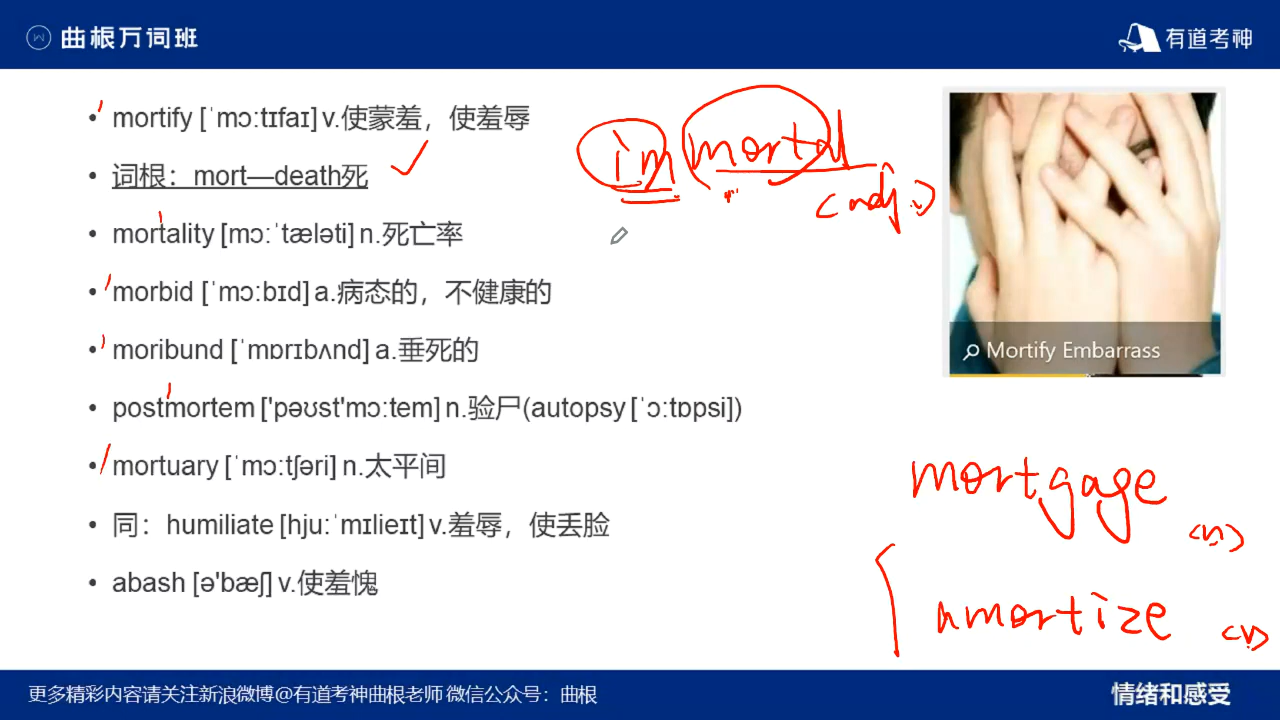 曲根万词班
有道考神
mortify [ˈmɔːtɪfaɪ] v.使蒙羞，使羞辱
词根：mort—death死
mortality [mɔːˈtæləti] n.死亡率
morbid [ˈmɔːbɪd] a.病态的，不健康的
moribund [ˈmɒrɪbʌnd] a.垂死的
postmortem ['pəʊst'mɔːtem] n.验尸(autopsy [ˈɔːtɒpsi])
mortuary [ˈmɔːtʃəri] n.太平间
同：humiliate [hjuːˈmɪlieɪt] v.羞辱，使丢脸
abash [ə'bæʃ] v.使羞愧
immortal
(adj.)
Mortify Embarrass
mortgage
(n.)
amortize
(v.)
更多精彩内容请关注新浪微博@有道考神曲根老师 微信公众号：曲根
情绪和感受